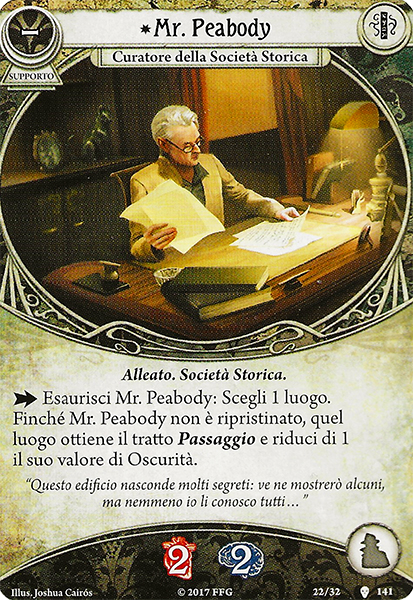 Mr. Peabody
Curatore della Società Storica
SUPPORTO
Alleato. Società Storica.
Esaurisci Mr. Peabody: Scegli 1 luogo.
Finché Mr. Peabody non è ripristinato, quel
luogo ottiene il tratto Passaggio e riduci di 1
il suo valore di Oscurità.
“Questo edificio nasconde molti segreti: ve ne mostrerò alcuni,
ma nemmeno io li conosco tutti…”
2 2
Illus. Joshua Cairós © 2017 FFG 22/32 141